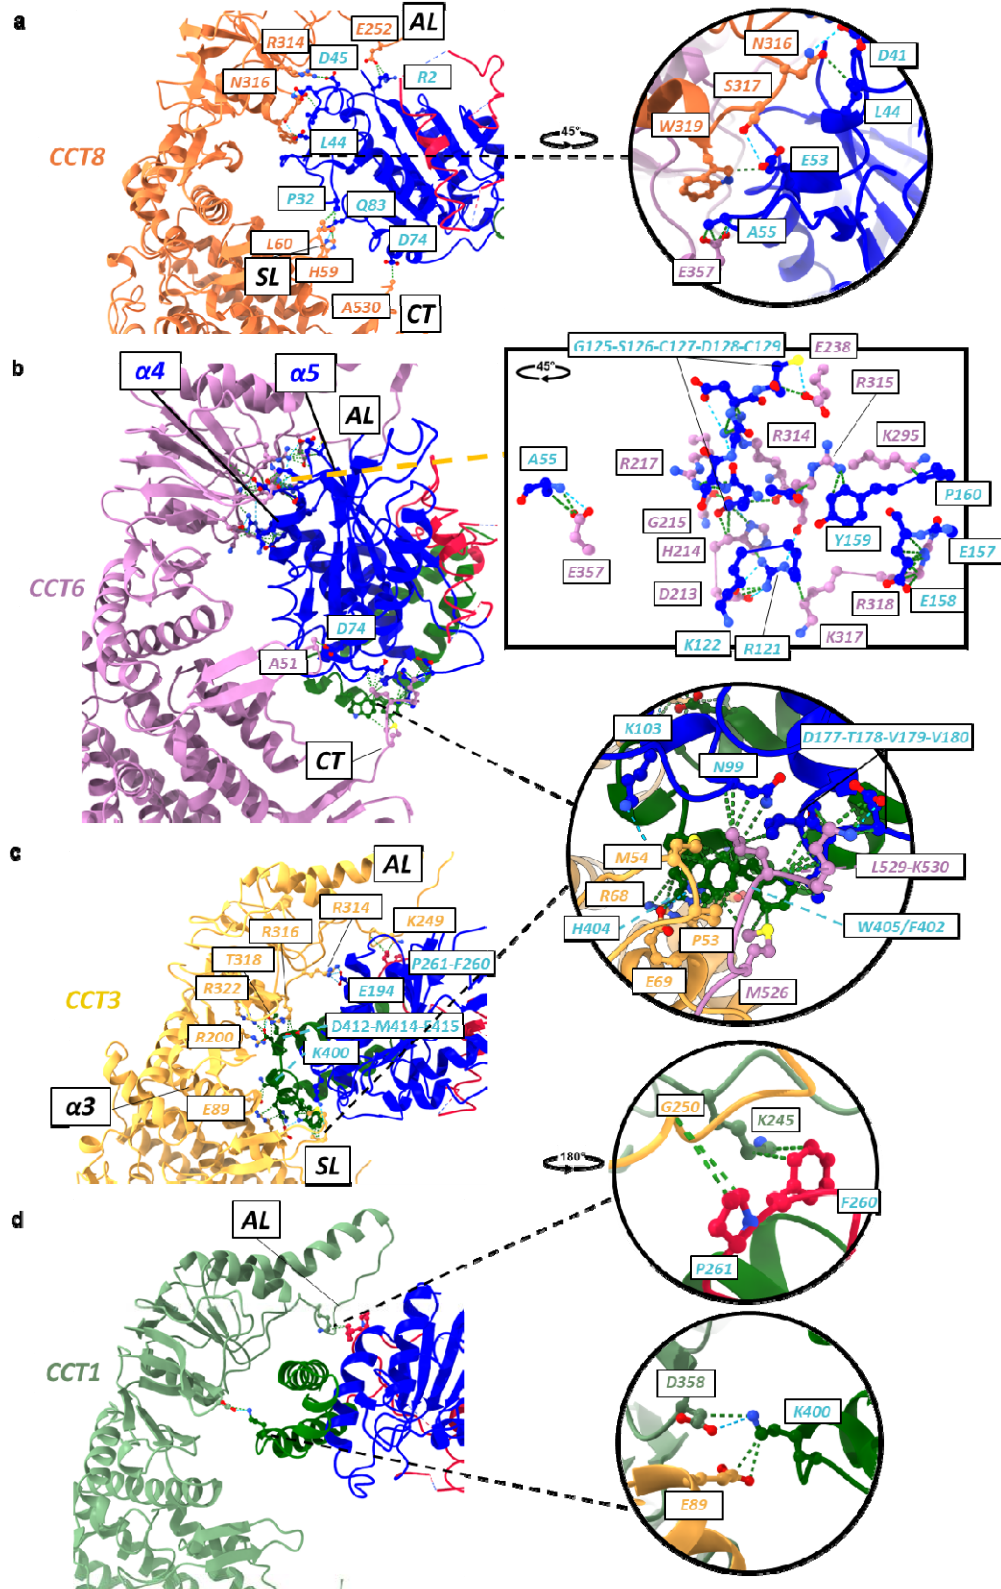 a
AL
E252
R314
D45
R2
N316
CCT8
L44
P32
Q83
D74
L60
SL
H59
A530
CT
45°
N316
D41
S317
L44
W319
E53
A55
E357
b
α4
α5
AL
CCT6
D74
A51
CT
45°
G125-S126-C127-D128-C129
E238
R315
A55
R217
R314
K295
P160
G215
H214
Y159
E157
E357
D213
R318
E158
K317
K122
R121
K103
D177-T178-V179-V180
N99
M54
L529-K530
R68
H404
W405/F402
P53
E69
M526
c
AL
R314
R316
K249
T318
P261-F260
CCT3
R322
E194
D412-M414-E415
R200
K400
α3
E89
SL
180°
G250
K245
F260
P261
d
AL
CCT1
D358
K400
E89